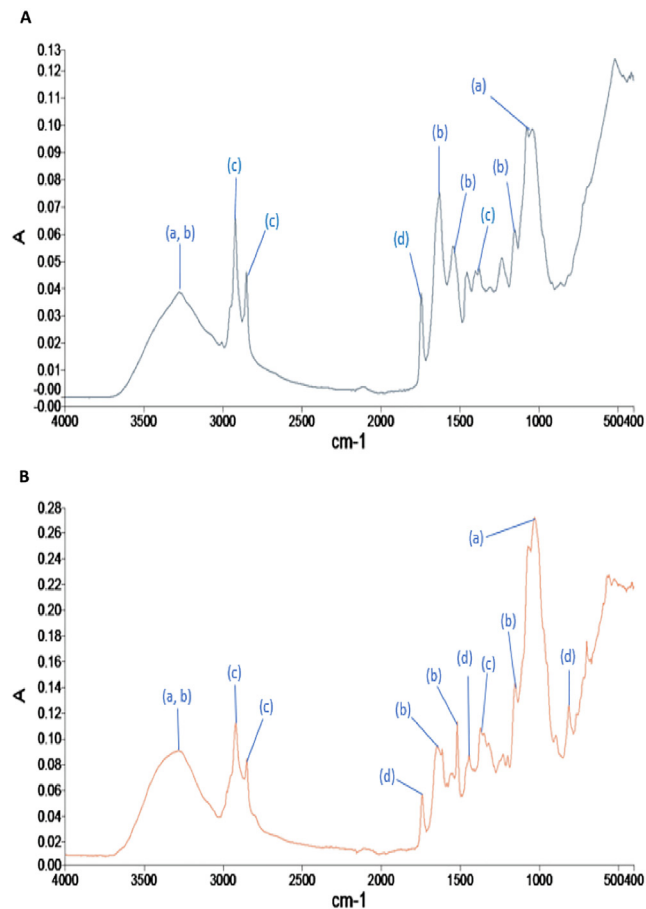 A
0.13
0.12
0.11
0.10
0.09
0.08
0.07
0.06
0.05
0.04
0.03
0.02
0.01
-0.00
-0.00
A
(a, b)
(c)
(c)
(d)
(b)
(b)
(c)
(b)
(a)
4000 3500 3000 2500 2000 1500 1000 500400
cm-1
B
0.28
0.26
0.24
0.22
0.20
0.18
0.16
0.14
0.12
0.10
0.08
0.06
0.04
0.02
0.00
A
(a, b)
(c)
(c)
(d)
(b)
(b)
(d)
(c)
(b)
(a)
(d)
4000 3500 3000 2500 2000 1500 1000 500400
cm-1